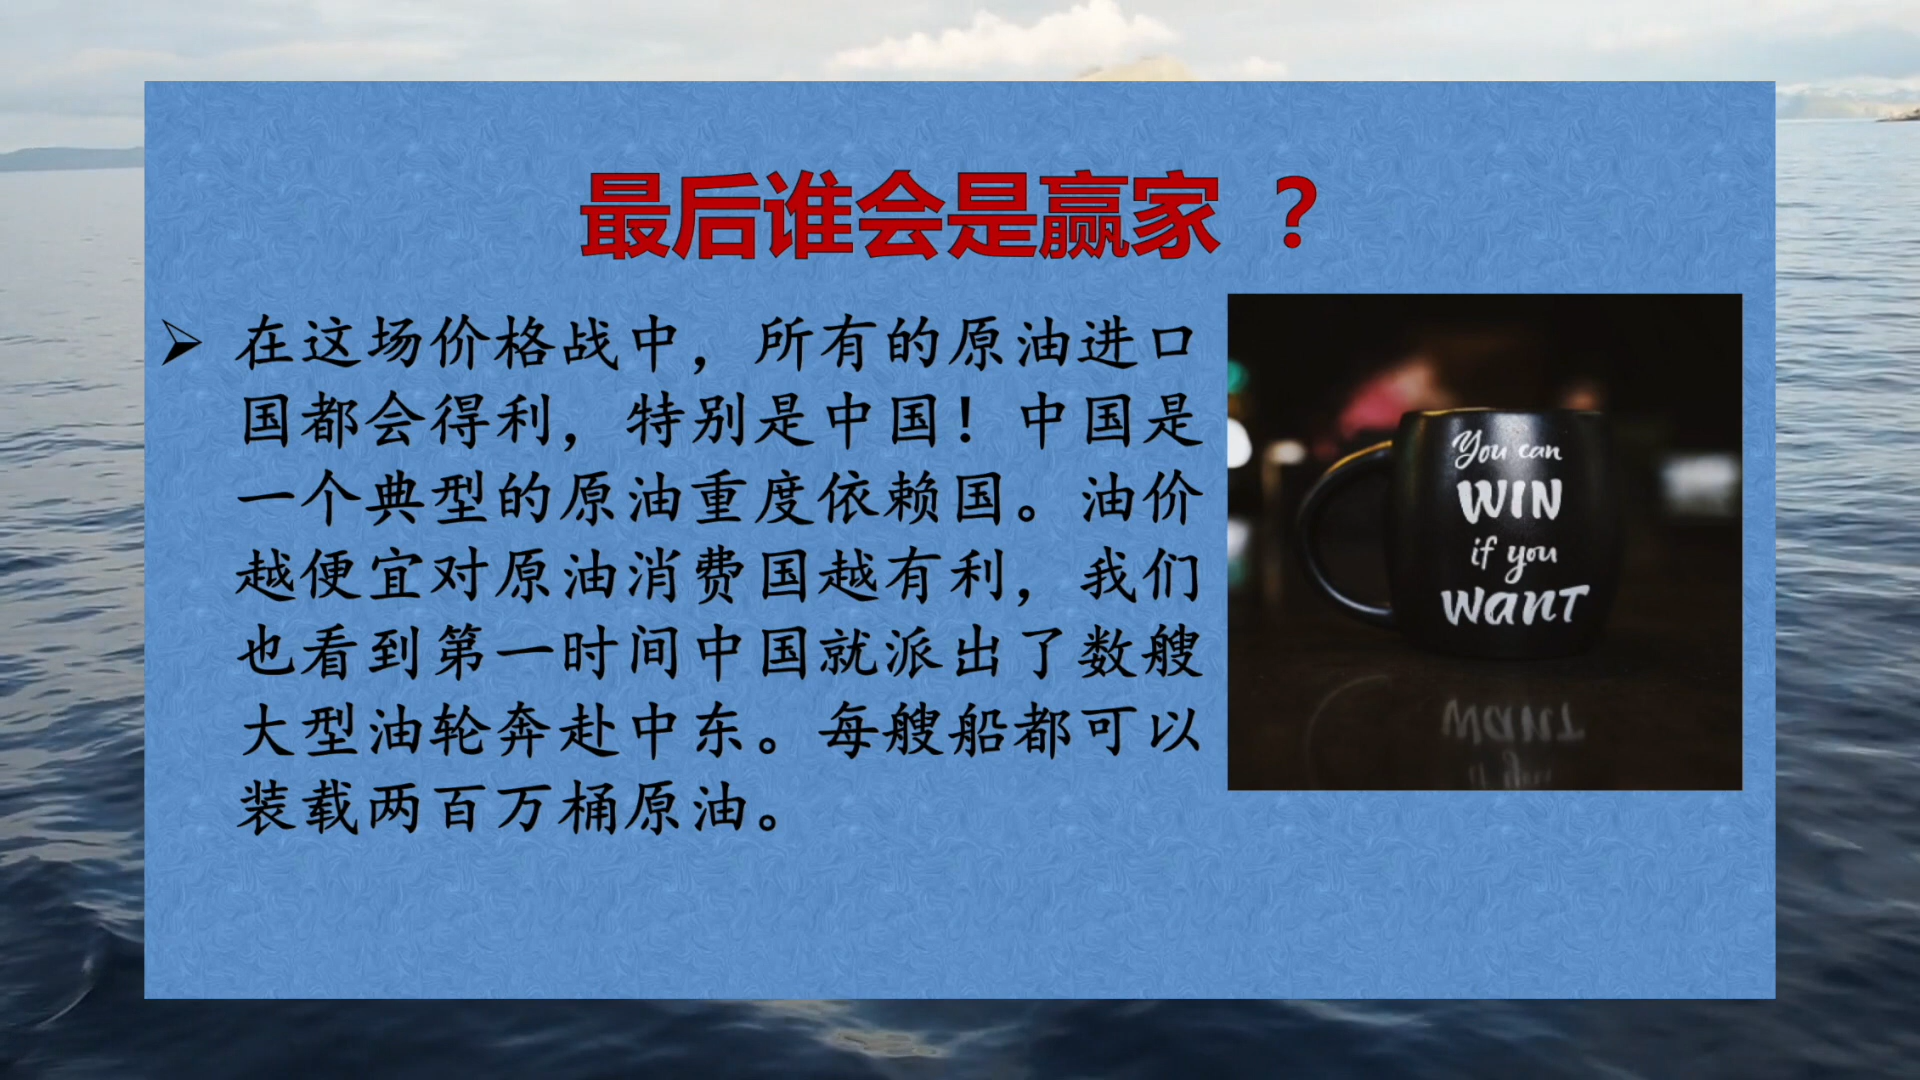 最后谁会是赢家 ？
在这场价格战中，所有的原油进口
国都会得利，特别是中国！中国是
一个典型的原油重度依赖国。油价
越便宜对原油消费国越有利，我们
也看到第一时间中国就派出了数艘
大型油轮奔赴中东。每艘船都可以
装载两百万桶原油。
You can
WIN
if you
WANT